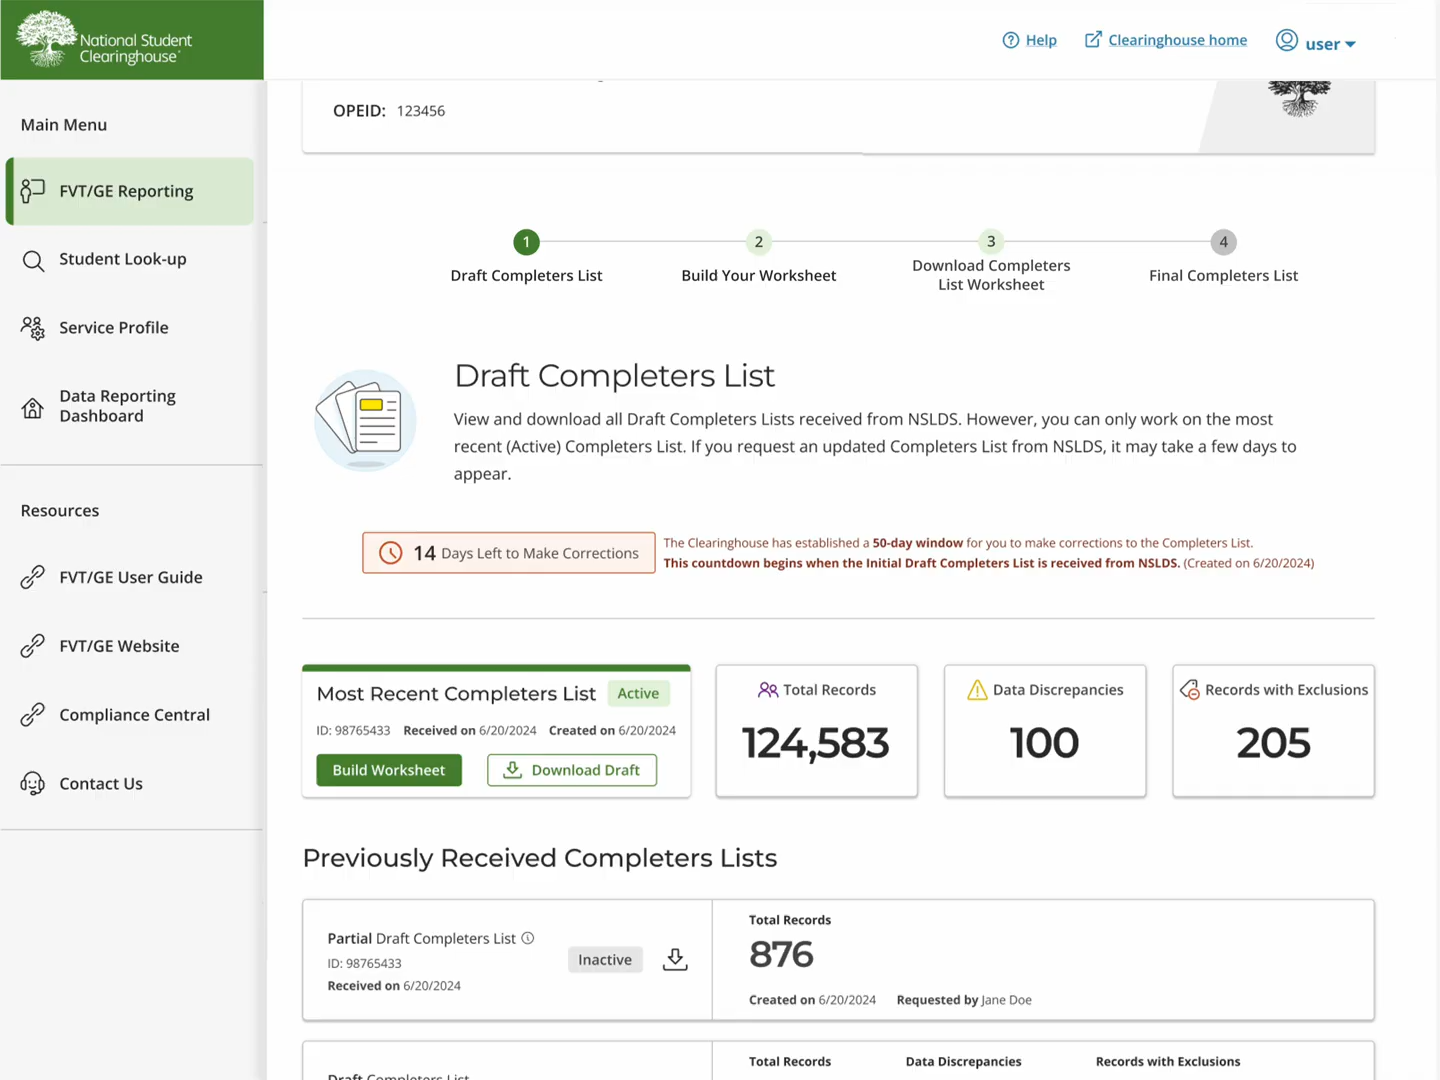 National Student
Clearinghouse
Help
Clearinghouse home
user
Main Menu
FVT/GE Reporting
Student Look-up
Service Profile
Data Reporting
Dashboard
Resources
FVT/GE User Guide
FVT/GE Website
Compliance Central
Contact Us
OPEID: 123456
1
2
3
4
Draft Completers List
Build Your Worksheet
Download Completers
List Worksheet
Final Completers List
Draft Completers List
View and download all Draft Completers Lists received from NSLDS. However, you can only work on the most
recent (Active) Completers List. If you request an updated Completers List from NSLDS, it may take a few days to
appear.
14 Days Left to Make Corrections
The Clearinghouse has established a 50-day window for you to make corrections to the Completers List.
This countdown begins when the Initial Draft Completers List is received from NSLDS. (Created on 6/20/2024)
Most Recent Completers List Active
ID: 98765433 Received on 6/20/2024 Created on 6/20/2024
Build Worksheet
Download Draft
Total Records
124,583
Data Discrepancies
100
Records with Exclusions
205
Previously Received Completers Lists
Partial Draft Completers List
ID: 98765433
Received on 6/20/2024
Inactive
Total Records
876
Created on 6/20/2024 Requested by Jane Doe
Draft Completers List
Total Records
Data Discrepancies
Records with Exclusions